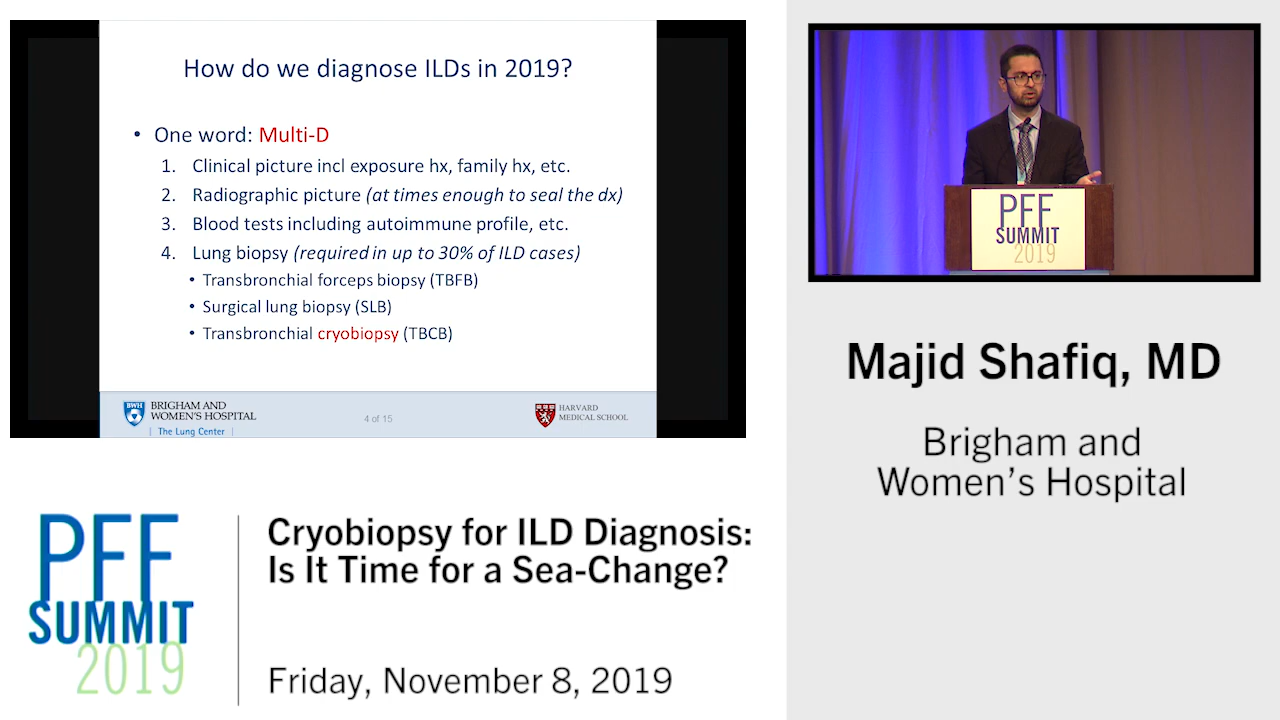 How do we diagnose ILDs in 2019?
• One word: Multi-D
1. Clinical picture incl exposure hx, family hx, etc.
2. Radiographic picture (at times enough to seal the dx)
3. Blood tests including autoimmune profile, etc.
4. Lung biopsy (required in up to 30% of ILD cases)
• Transbronchial forceps biopsy (TBFB)
• Surgical lung biopsy (SLB)
• Transbronchial cryobiopsy (TBCB)
BWH
BRIGHAM AND
WOMEN'S HOSPITAL
| The Lung Center |
4 of 15
HARVARD
MEDICAL SCHOOL
PFF
SUMMIT
2019
Majid Shafiq, MD
Brigham and
Women's Hospital
PFF
SUMMIT
2019
Cryobiopsy for ILD Diagnosis:
Is It Time for a Sea-Change?
Friday, November 8, 2019